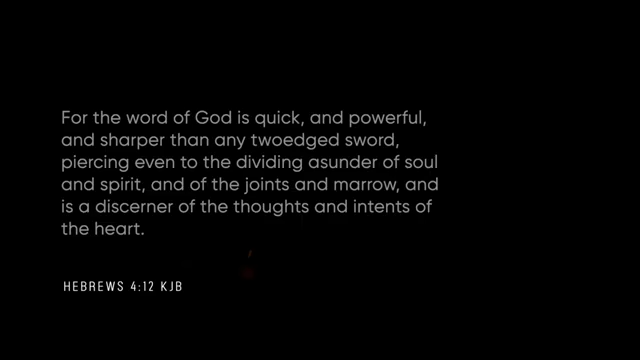 For the word of God is quick, and powerful,
and sharper than any twoedged sword,
piercing even to the dividing asunder of soul
and spirit, and of the joints and marrow, and
is a discerner of the thoughts and intents of
the heart.
HEBREWS 4:12 KJB